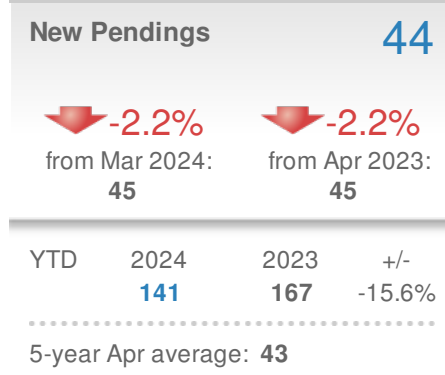 New Pendings 44
-2.2% -2.2%
from Mar 2024: from Apr 2023:
45 45
YTD 2024 2023 +/-
141 167 -15.6%
5-year Apr average: 43